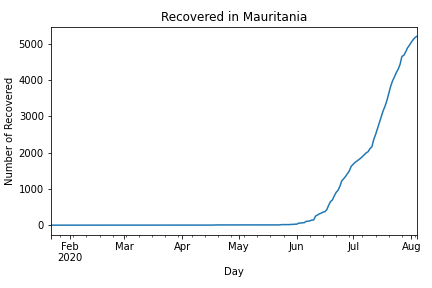 Recovered in Mauritania
Number of Recovered
5000
4000
3000
2000
1000
0
Feb
2020
Mar
Apr
May
Jun
Jul
Aug
Day